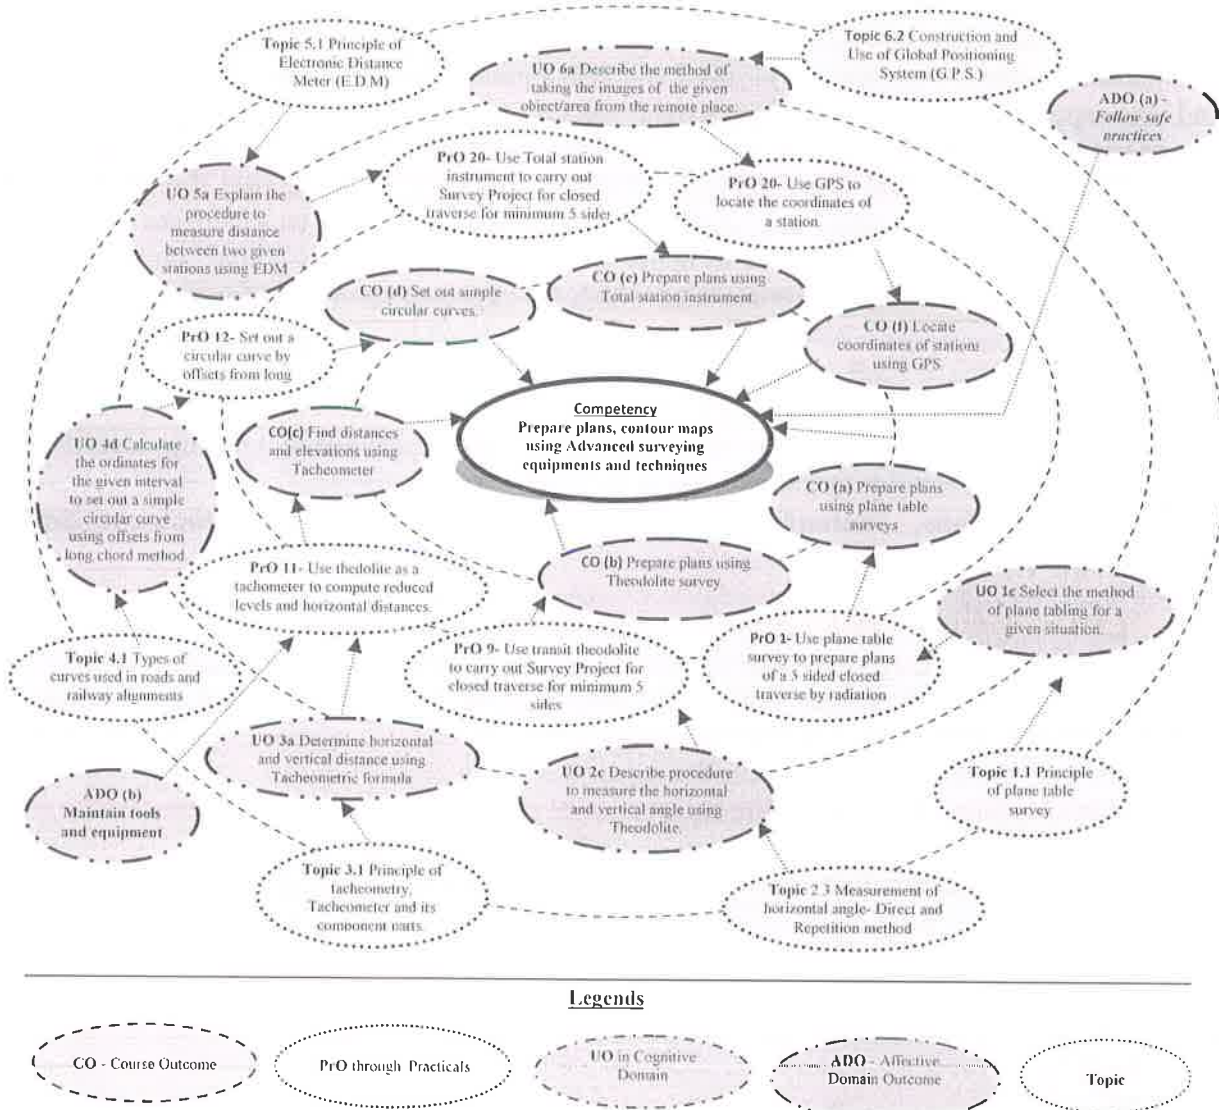 Topic 5.1 Principle of
Electronic Distance
Meter (E.D.M)
UO 6a Describe the method of
taking the images of the given
object/area from the remote place.
Topic 6.2 Construction and
Use of Global Positioning
System (G.P.S.)
ADO (a) -
Follow safe
practices
UO 5a Explain the
procedure to
measure distance
between two given
stations using EDM
PrO 20- Use Total station
instrument to carry out
Survey Project for closed
traverse for minimum 5 sides
PrO 20- Use GPS to
locate the coordinates of
a station.
CO (d) Set out simple
circular curves.
CO (e) Prepare plans using
Total station instrument.
CO (f) Locate
coordinates of stations
using GPS
PrO 12- Set out a
circular curve by
offsets from long
Competency
Prepare plans, contour maps
using Advanced surveying
equipments and techniques
UO 4d Calculate
the ordinates for
the given interval
to set out a simple
circular curve
using offsets from
long chord method
CO(c) Find distances
and elevations using
Tacheometer
CO (a) Prepare plans
using plane table
surveys
CO (b) Prepare plans using
Theodolite survey.
PrO 11- Use thedolite as a
tachometer to compute reduced
levels and horizontal distances.
UO 1c Select the method
of plane tabling for a
given situation.
PrO 9- Use transit theodolite
to carry out Survey Project for
closed traverse for minimum 5
sides
PrO 1- Use plane table
survey to prepare plans
of a 5 sided closed
traverse by radiation
Topic 4.1 Types of
curves used in roads and
railway alignments
UO 3a Determine horizontal
and vertical distance using
Tacheometric formula
UO 2c Describe procedure
to measure the horizontal
and vertical angle using
Theodolite.
Topic 1.1 Principle
of plane table
survey
ADO (b)
Maintain tools
and equipment
Topic 3.1 Principle of
tacheometry,
Tacheometer and its
component parts.
Topic 2.3 Measurement of
horizontal angle- Direct and
Repetition method
Legends
CO - Course Outcome
PrO through Practicals
UO in Cognitive
Domain
ADO - Affective
Domain Outcome
Topic